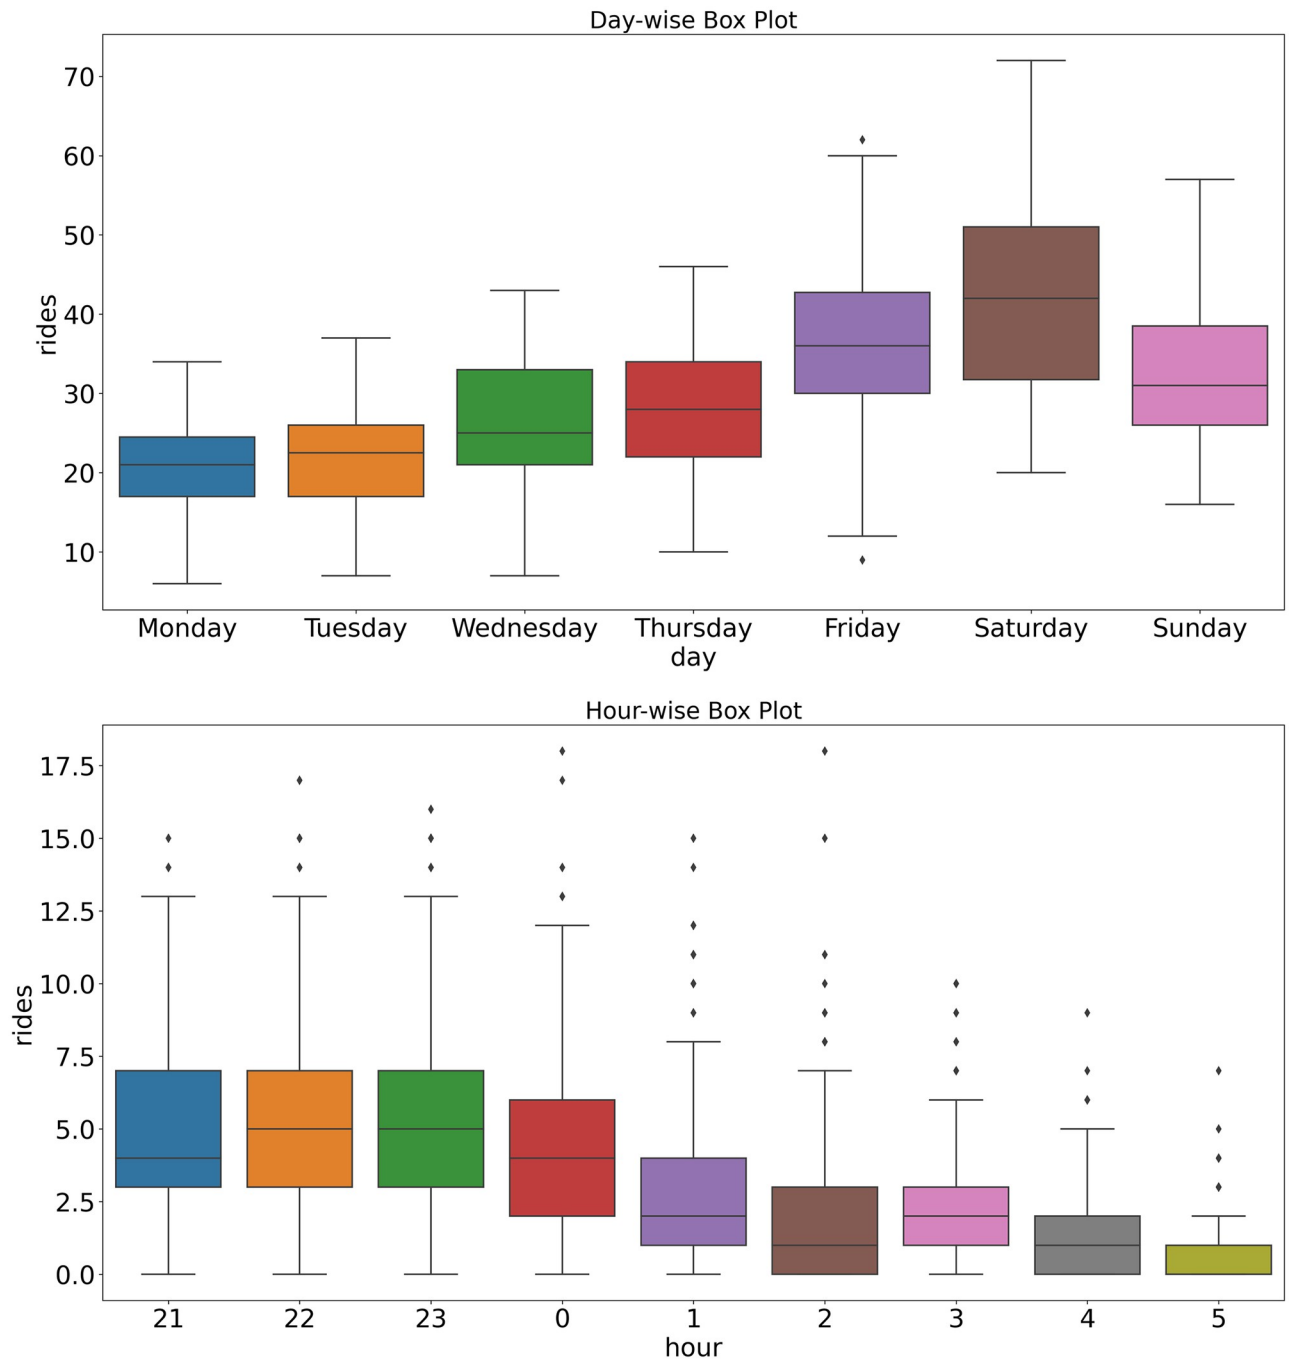 Day-wise Box Plot
70
60
50
40
30
20
10
rides
Monday Tuesday Wednesday Thursday Friday Saturday Sunday
day
Hour-wise Box Plot
17.5
15.0
12.5
10.0
7.5
5.0
2.5
0.0
rides
21 22 23 0 1 2 3 4 5
hour